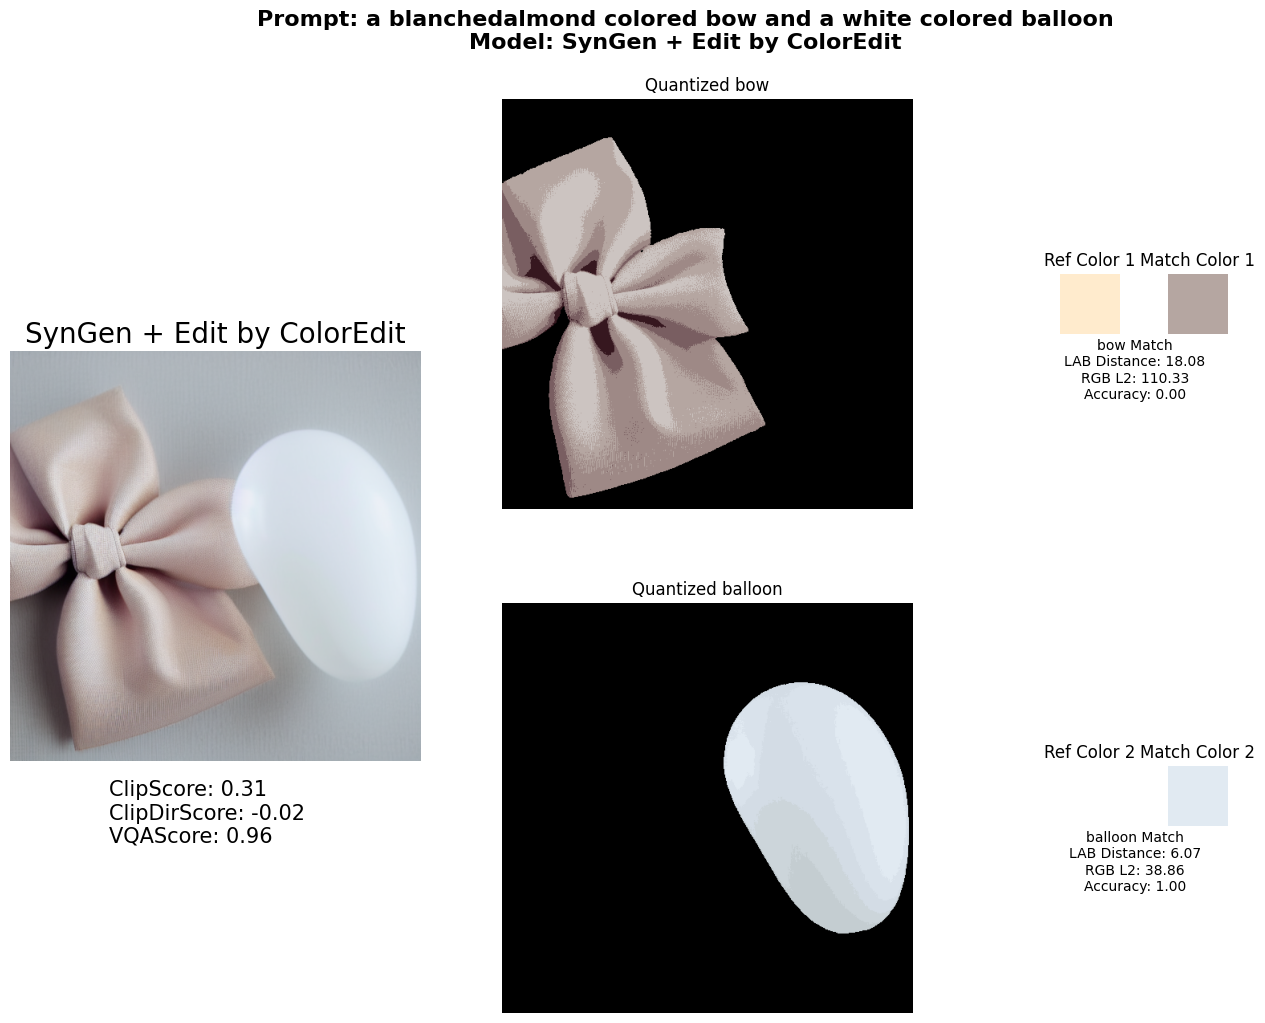 Prompt: a blanchedalmond colored bow and a white colored balloon
Model: SynGen + Edit by ColorEdit
SynGen + Edit by ColorEdit
ClipScore: 0.31
ClipDirScore: -0.02
VQAScore: 0.96
Quantized bow
Ref Color 1 Match Color 1
bow Match
LAB Distance: 18.08
RGB L2: 110.33
Accuracy: 0.00
Quantized balloon
Ref Color 2 Match Color 2
balloon Match
LAB Distance: 6.07
RGB L2: 38.86
Accuracy: 1.00